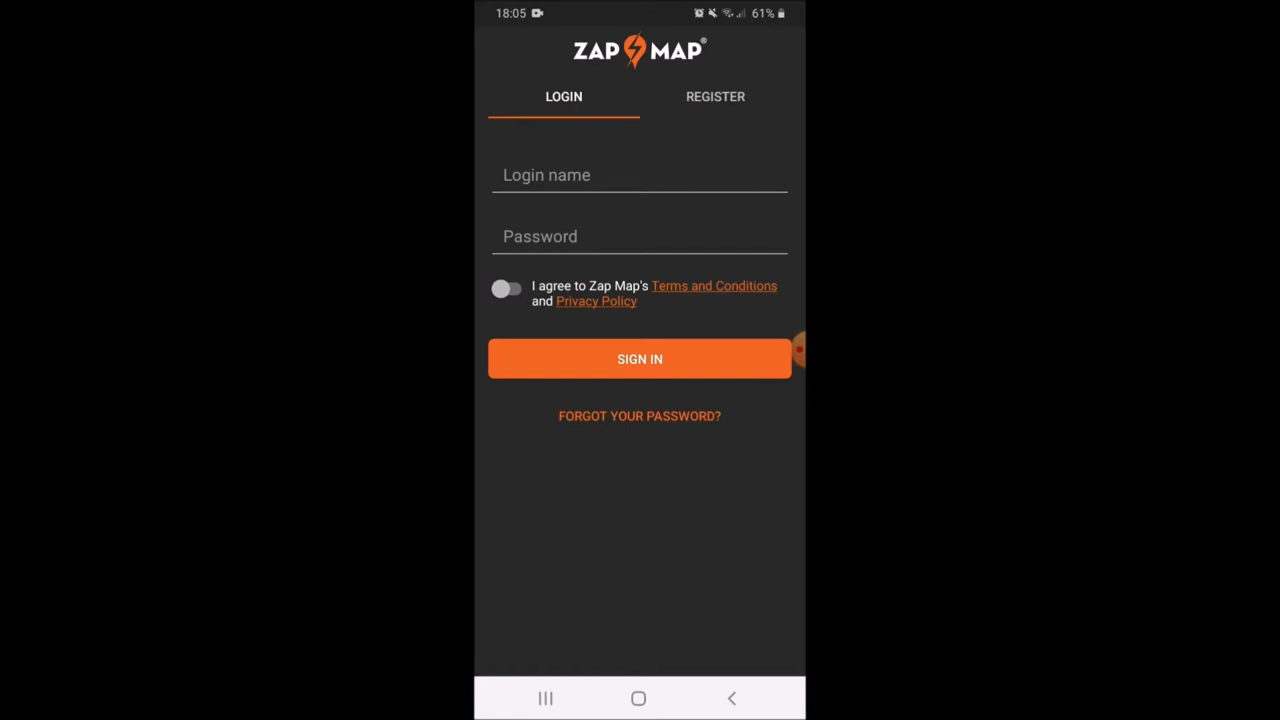 18:05 61%
ZAP MAP®
LOGIN REGISTER
Login name
Password
I agree to Zap Map's Terms and Conditions
and Privacy Policy
SIGN IN
FORGOT YOUR PASSWORD?